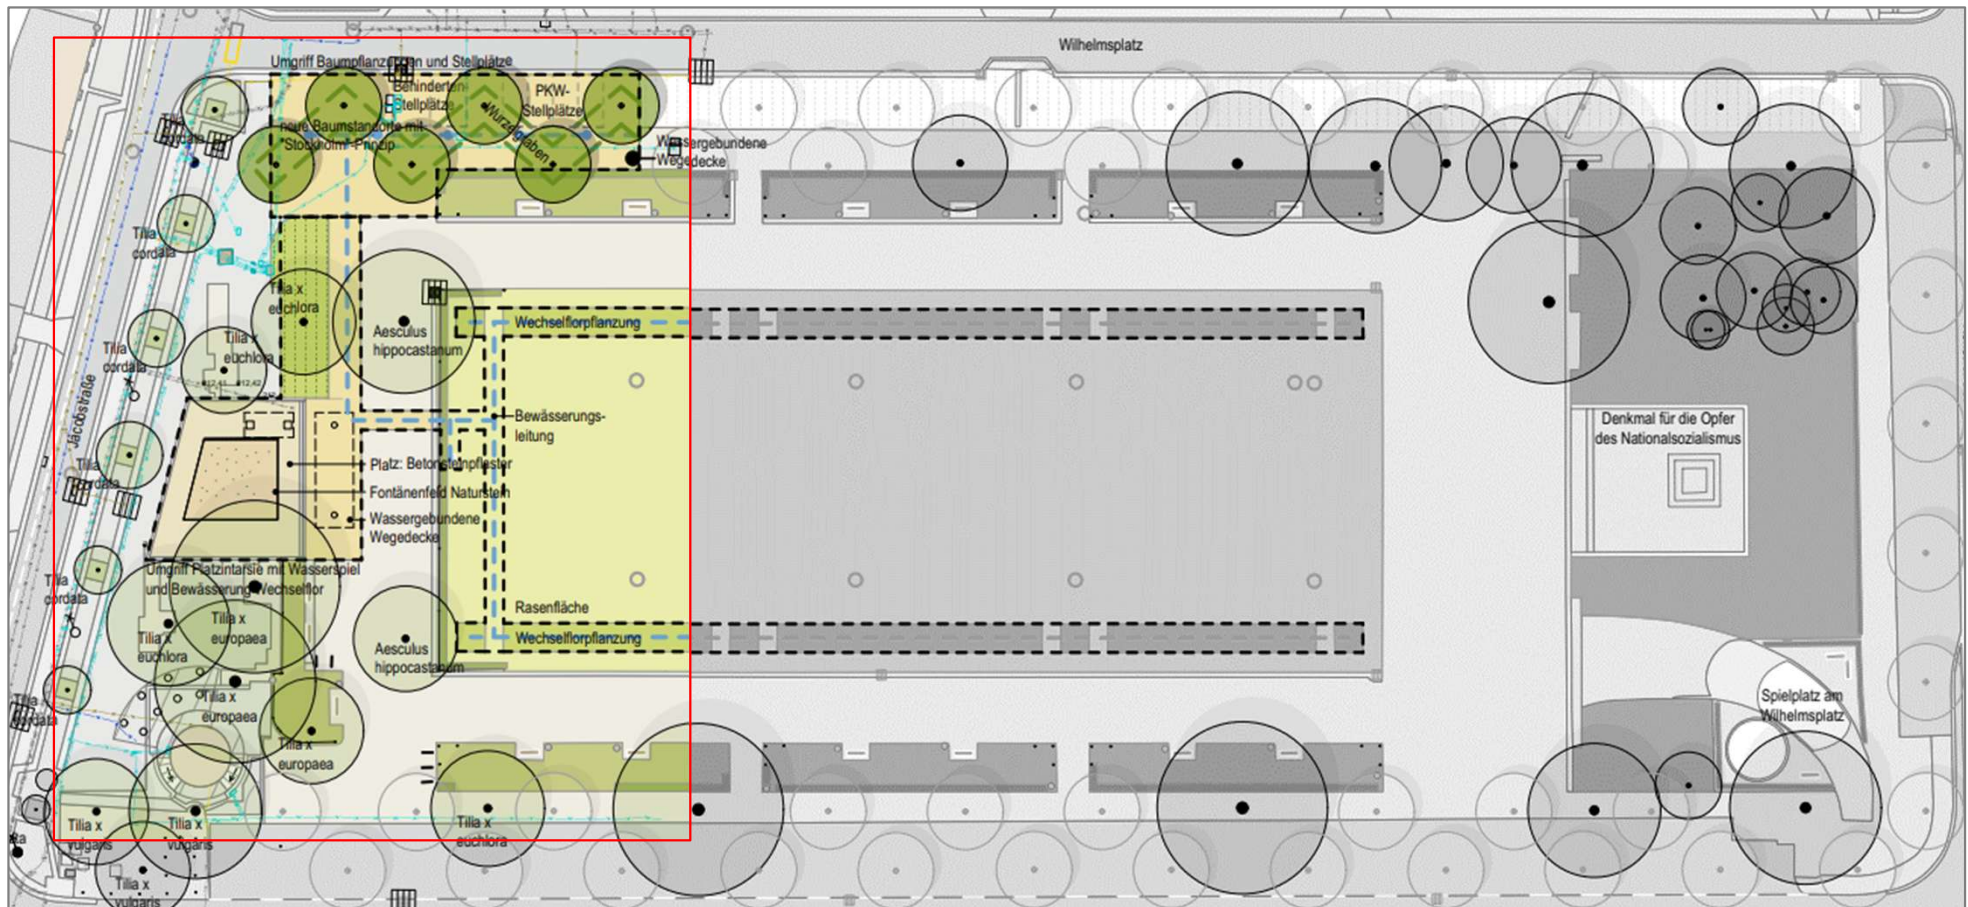 Wilhelmsplatz
Umgriff Baumpflanzungen und Stellplätze
Behinderten-
Stellplätze
PKW-
Stellplätze
Wurzelgraben
neue Baumstandorte mit
"Stockholm"-Prinzip
Wassergebundene
Wegedecke
cordata
Tilia
cordata
Tilia x
euchlora
Aesculus
hippocastanum
Wechselflorpflanzung
Tilia x
euchlora
Tilia
cordata
12,42
Jacobstraße
Bewässerungs-
leitung
Denkmal für die Opfer
des Nationalsozialismus
Tilia
cordata
Platz: Betonsteinpflaster
Fontänenfeld Naturstein
Wassergebundene
Wegedecke
Umgriff Platzintarsie mit Wasserspiel
und Bewässerung Wechselflor
Tilia
cordata
Rasenfläche
Wechselflorpflanzung
Tilia x
europaea
Tilia x
euchlora
Aesculus
hippocastanum
Tilia x
europaea
Tilia
cordata
Tilia x
europaea
Spielplatz am
Wilhelmsplatz
Tilia x
vulgaris
Tilia x
vulgaris
Tilia x
euchlora
Tilia x
vulgaris